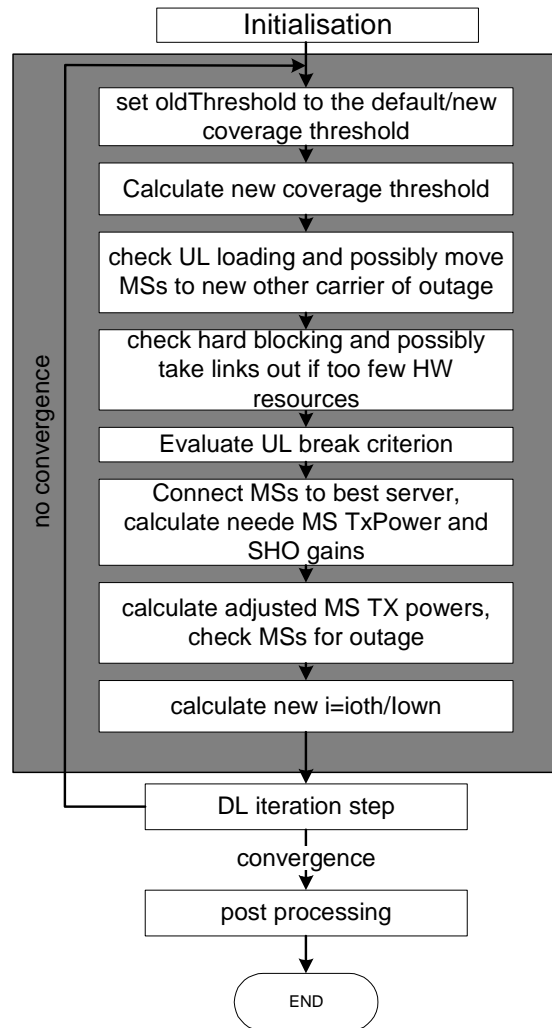 Initialisation
set oldThreshold to the default/new
coverage threshold
Calculate new coverage threshold
check UL loading and possibly move
MSs to new other carrier of outage
check hard blocking and possibly
take links out if too few HW
resources
Evaluate UL break criterion
Connect MSs to best server,
calculate neede MS TxPower and
SHO gains
calculate adjusted MS TX powers,
check MSs for outage
calculate new i=ioth/Iown
no convergence
DL iteration step
convergence
post processing
END